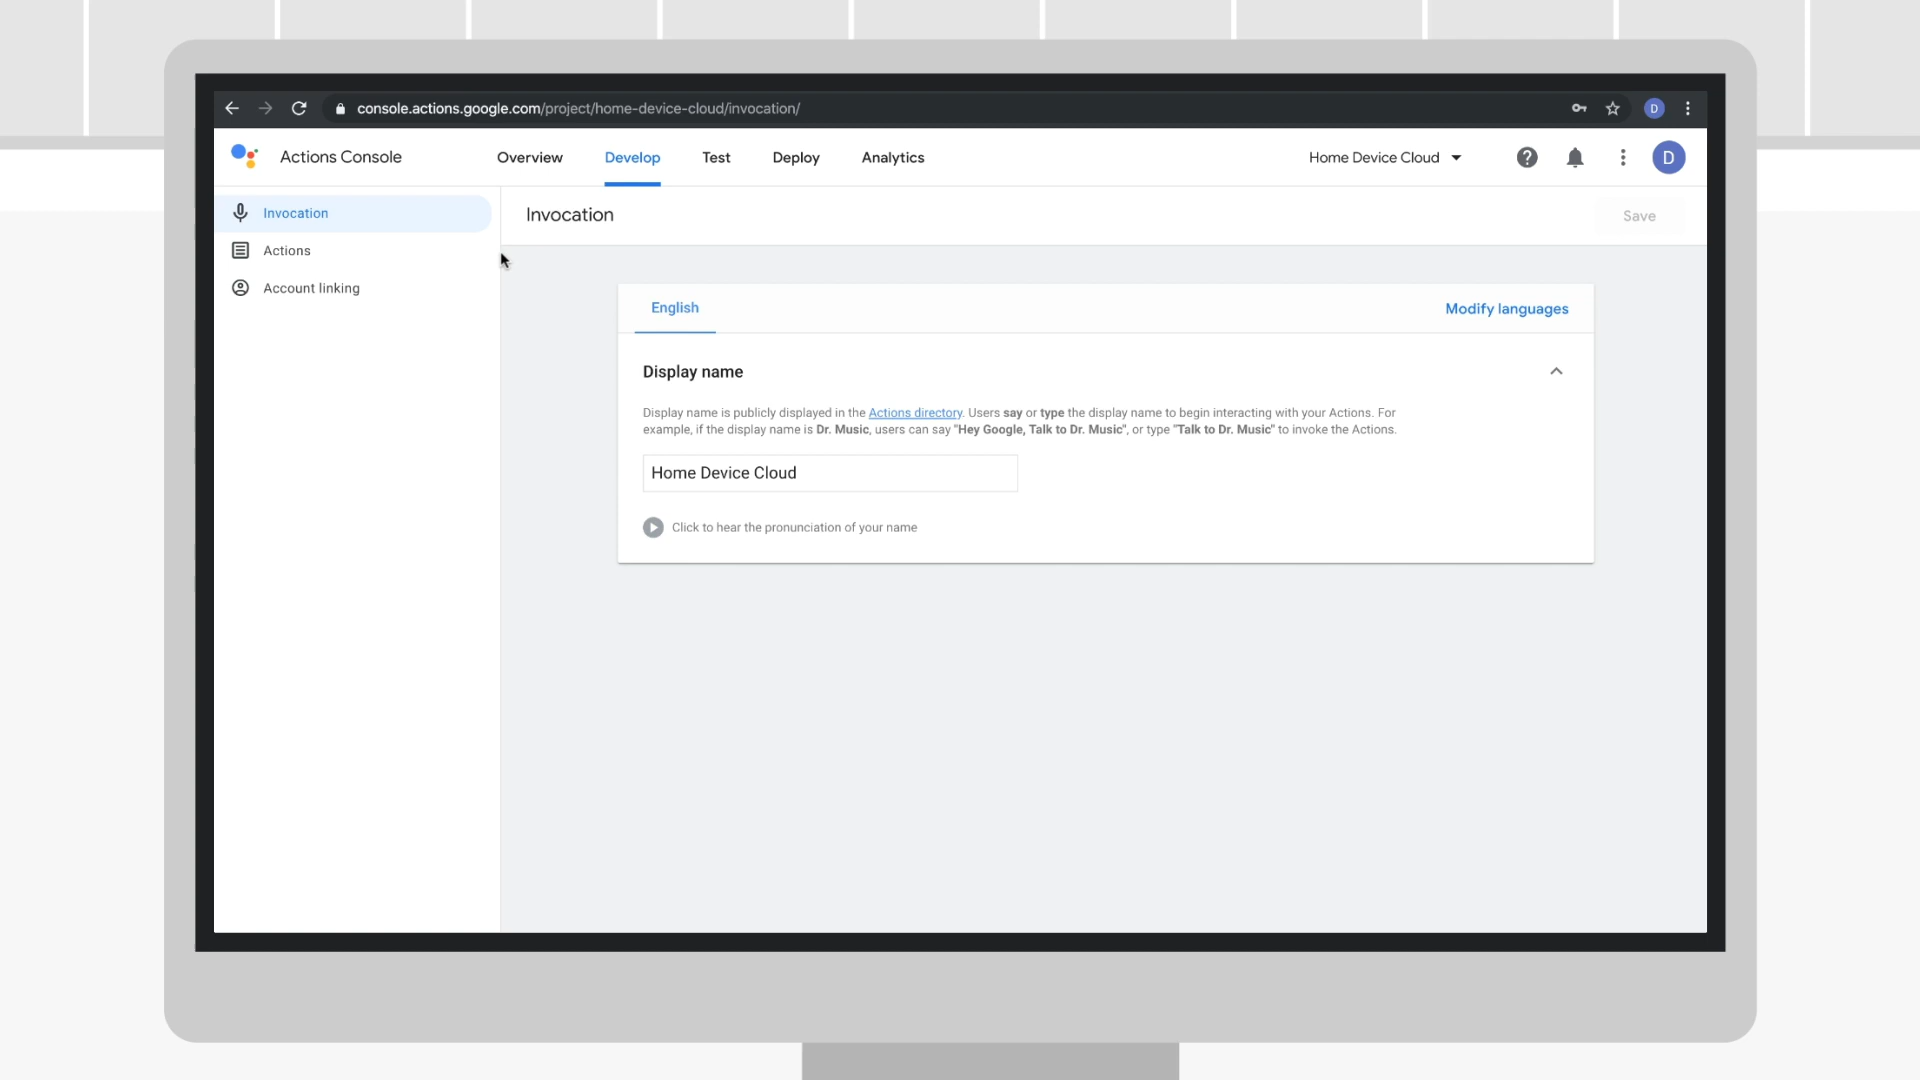 console.actions.google.com/project/home-device-cloud/invocation/
D
Actions Console
Overview
Develop
Test
Deploy
Analytics
Home Device Cloud
D
Invocation
Actions
Account linking
Invocation
Save
English
Modify languages
Display name
Display name is publicly displayed in the Actions directory. Users say or type the display name to begin interacting with your Actions. For
example, if the display name is Dr. Music, users can say "Hey Google, Talk to Dr. Music", or type "Talk to Dr. Music" to invoke the Actions.
Home Device Cloud
Click to hear the pronunciation of your name